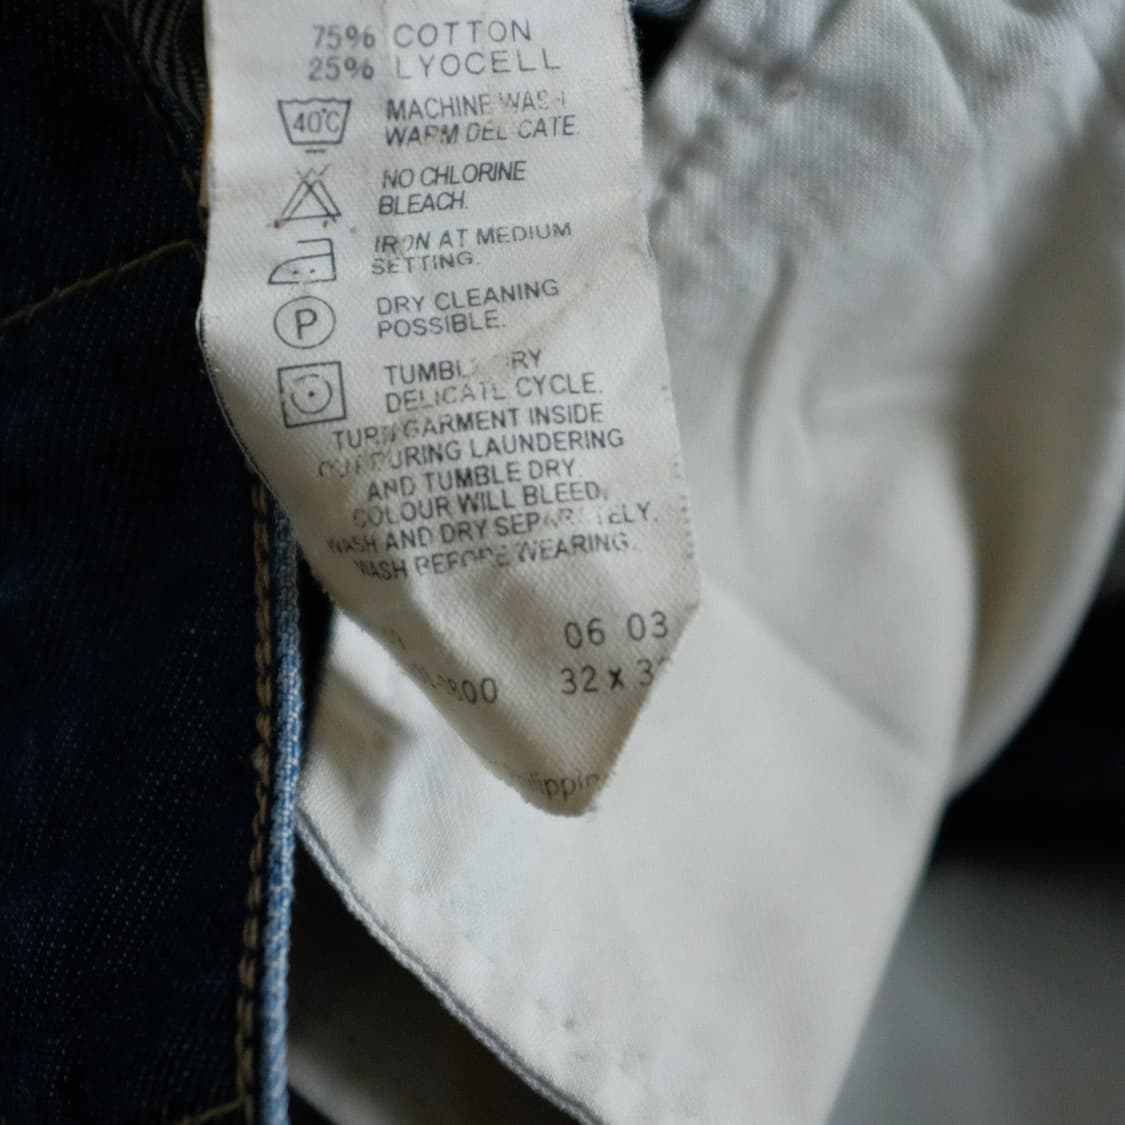 75% COTTON
25% LYOCELL
40°C
MACHINE WASH
WARM DELICATE.
NO CHLORINE
BLEACH.
IRON AT MEDIUM
SETTING.
P
DRY CLEANING
POSSIBLE.
TUMBLE DRY
DELICATE CYCLE.
TURN GARMENT INSIDE
OUT DURING LAUNDERING
AND TUMBLE DRY.
COLOUR WILL BLEED,
WASH AND DRY SEPARATELY.
WASH BEFORE WEARING.
06 03
32 x